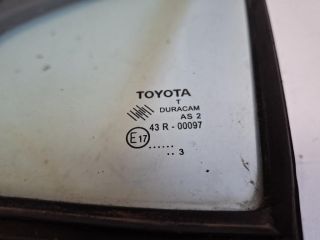 TOYOTA
T
DURACAM
AS 2
43 R - 00097
E17
......
.. 3